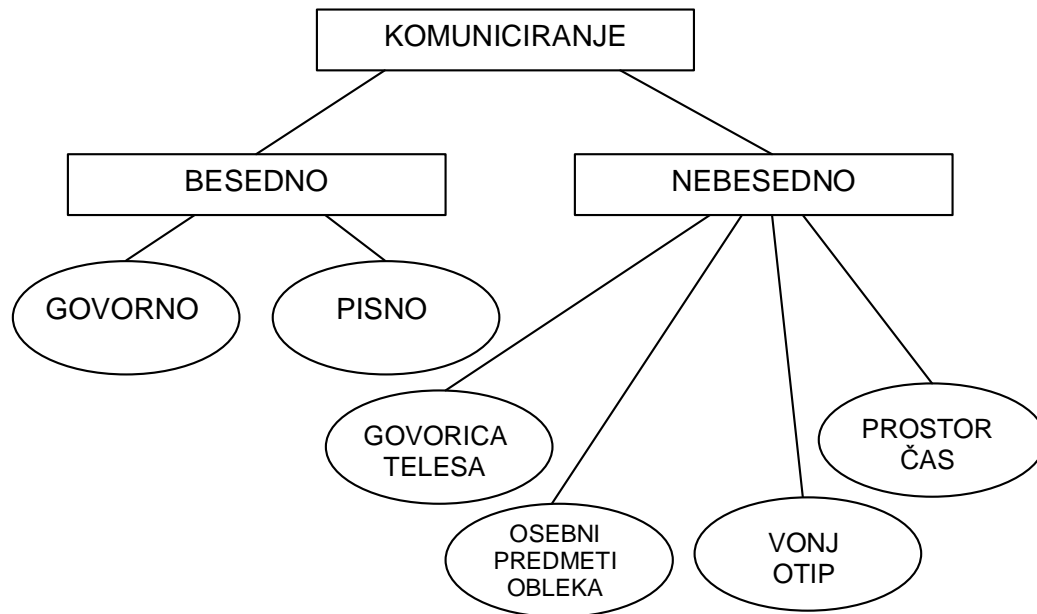 KOMUNICIRANJE
BESEDNO
NEBESEDNO
GOVORNO
PISNO
GOVORICA
TELESA
PROSTOR
ČAS
OSEBNI
PREDMETI
OBLEKA
VONJ
OTIP